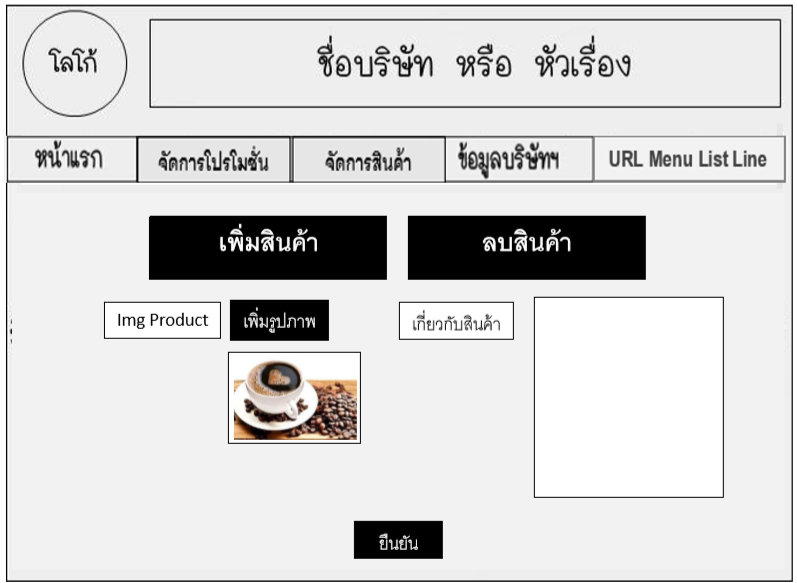 โลโก้
ชื่อบริษัท หรือ หัวเรื่อง
หน้าแรก จัดการโปรโมชั่น จัดการสินค้า ข้อมูลบริษัทฯ URL Menu List Line
เพิ่มสินค้า ลบสินค้า
Img Product เพิ่มรูปภาพ เกี่ยวกับสินค้า
ยืนยัน